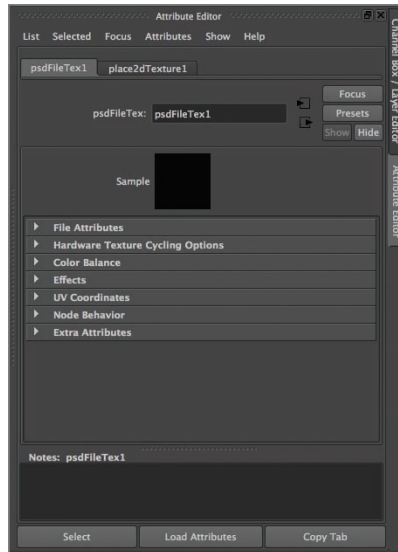 Attribute Editor
List Selected Focus Attributes Show Help
psdFileTex1 place2dTexture1
Focus
psdFileTex: psdFileTex1
Presets
Show Hide
Sample
File Attributes
Hardware Texture Cycling Options
Color Balance
Effects
UV Coordinates
Node Behavior
Extra Attributes
Notes: psdFileTex1
Select Load Attributes Copy Tab
Channel Box / Layer Editor
Attribute Editor